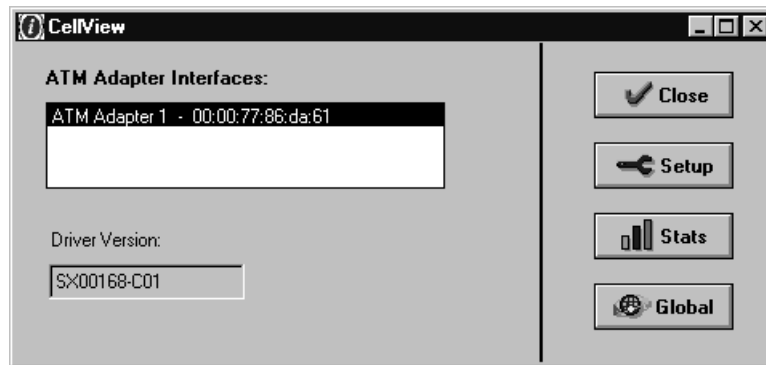 CellView
ATM Adapter Interfaces:
ATM Adapter 1 - 00:00:77:86:da:61
Driver Version:
SX00168-C01
Close
Setup
Stats
Global